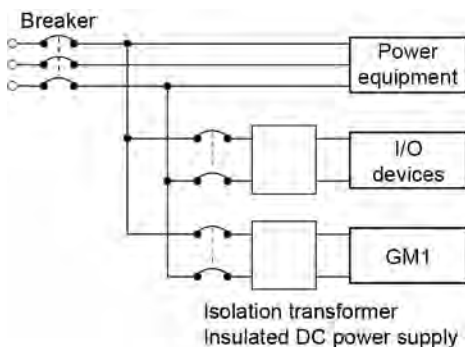 Breaker
Power
equipment
I/O
devices
GM1
Isolation transformer
Insulated DC power supply